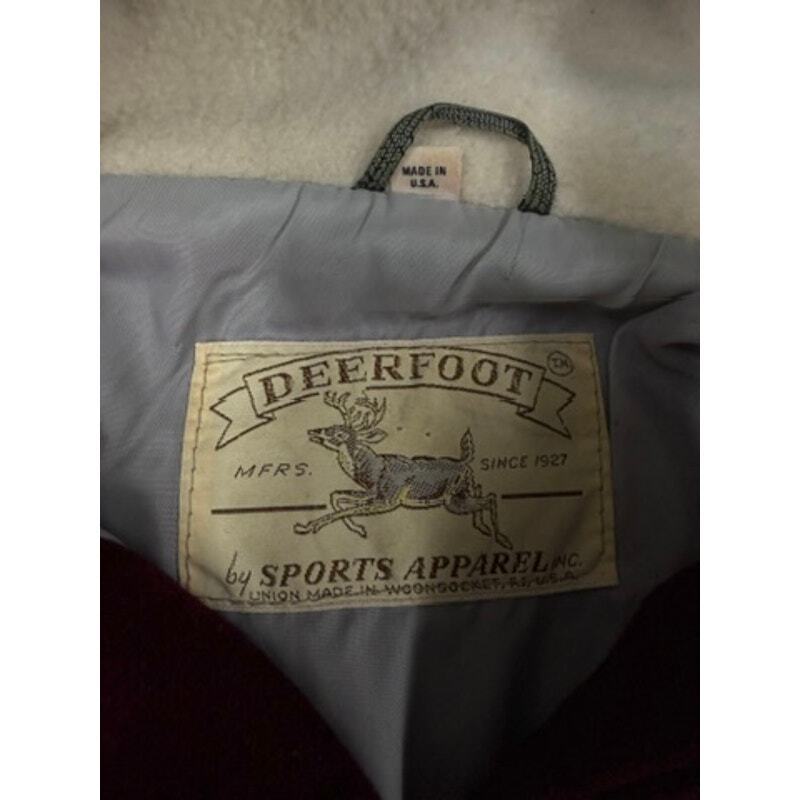 MADE IN
U.S.A.
DEERFOOT TM
MFRS. SINCE 1927
by SPORTS APPAREL INC.
UNION MADE IN WOONSOCKET, R.I., U.S.A.